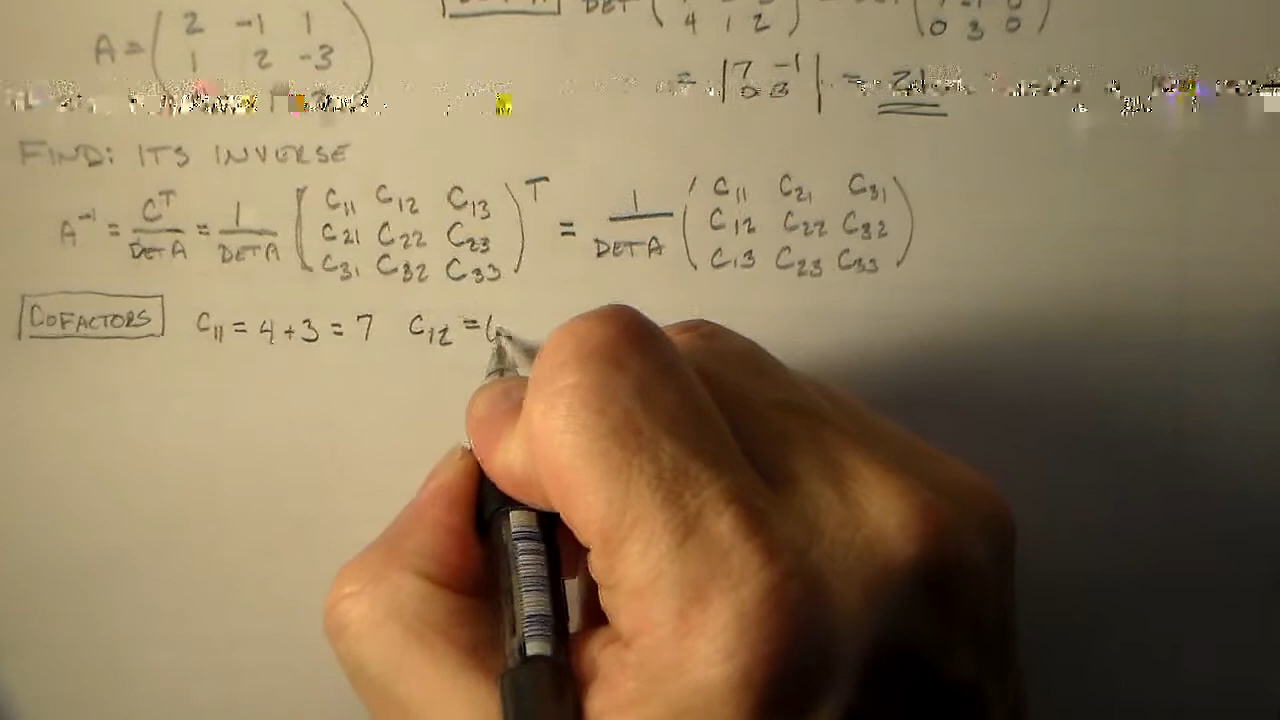 A = ( 2 -1 1
1 2 -3 )
DET ( 4 1 2 ) ( 0 3 0 )
= | 7 -1
0 3 | = 21
FIND: ITS INVERSE
A⁻¹ = Cᵀ / DET A = 1 / DET A ( C₁₁ C₁₂ C₁₃
C₂₁ C₂₂ C₂₃
C₃₁ C₃₂ C₃₃ )ᵀ = 1 / DET A ( C₁₁ C₂₁ C₃₁
C₁₂ C₂₂ C₃₂
C₁₃ C₂₃ C₃₃ )
COFACTORS C₁₁ = 4+3 = 7 C₁₂ =